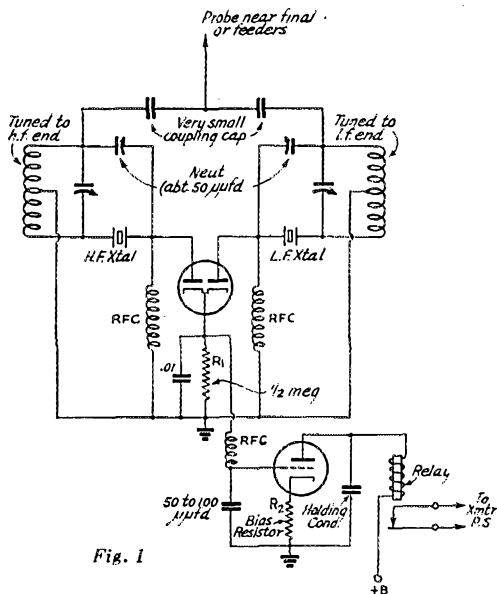 Probe near final
or feeders
Tuned to
h.f. end
Very small
coupling cap
Tuned to
l.f. end
Neut
(abt. 50 μμfd
H.F. Xtal
L.F. Xtal
RFC
RFC
.01
R1
1/2 meg
RFC
50 to 100
μμfd
R2
Bias
Resistor
Holding
Cond.
Relay
To
Xmtr
P.S
+B
Fig. 1